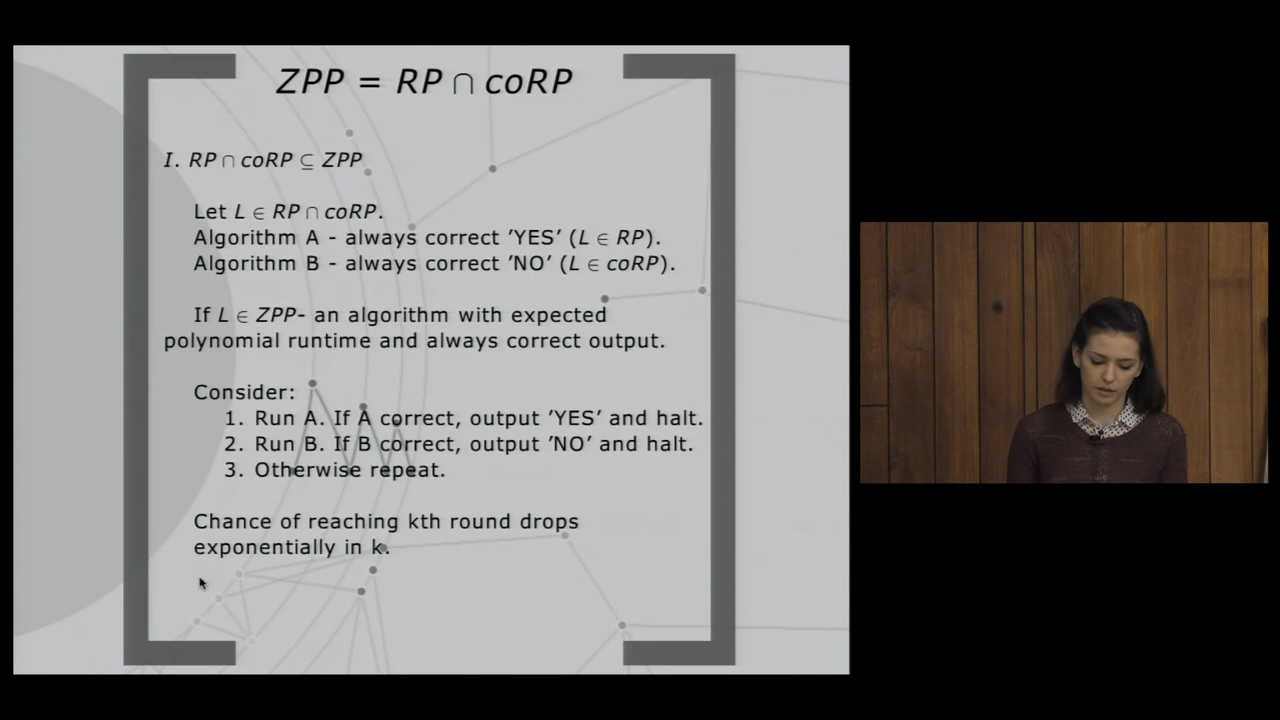 ZPP = RP ∩ coRP
I. RP ∩ coRP ⊆ ZPP
Let L ∈ RP ∩ coRP.
Algorithm A - always correct ’YES’ (L ∈ RP).
Algorithm B - always correct ’NO’ (L ∈ coRP).
If L ∈ ZPP- an algorithm with expected
polynomial runtime and always correct output.
Consider:
1. Run A. If A correct, output ’YES’ and halt.
2. Run B. If B correct, output ’NO’ and halt.
3. Otherwise repeat.
Chance of reaching kth round drops
exponentially in k.